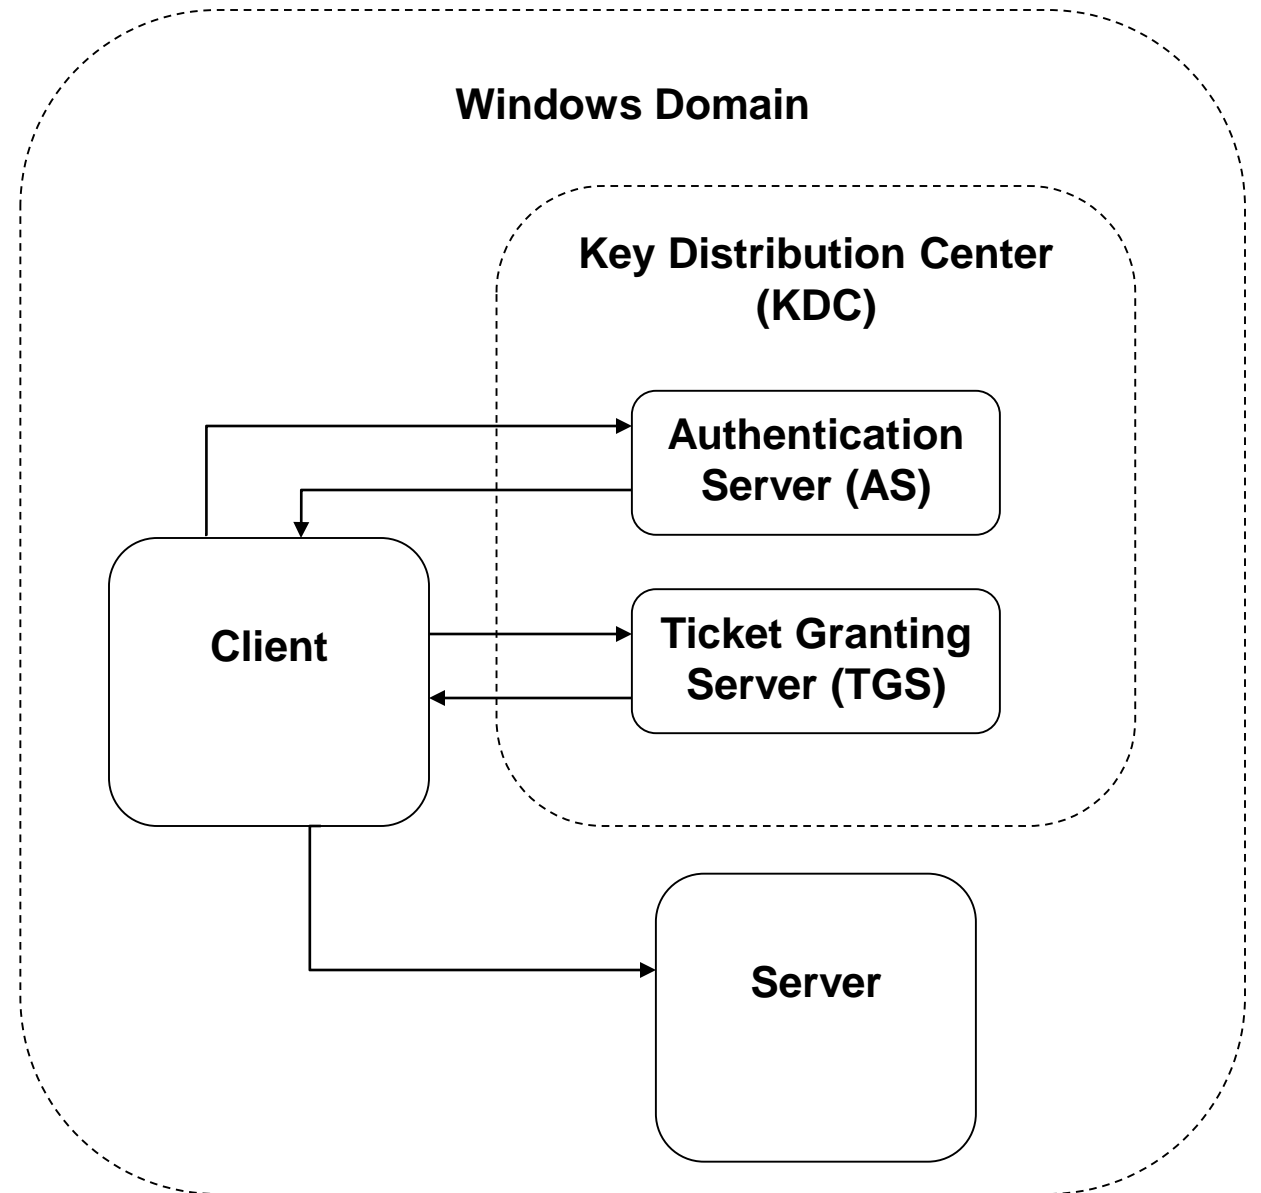 Windows Domain
Key Distribution Center
(KDC)
Authentication
Server (AS)
Client
Ticket Granting
Server (TGS)
Server